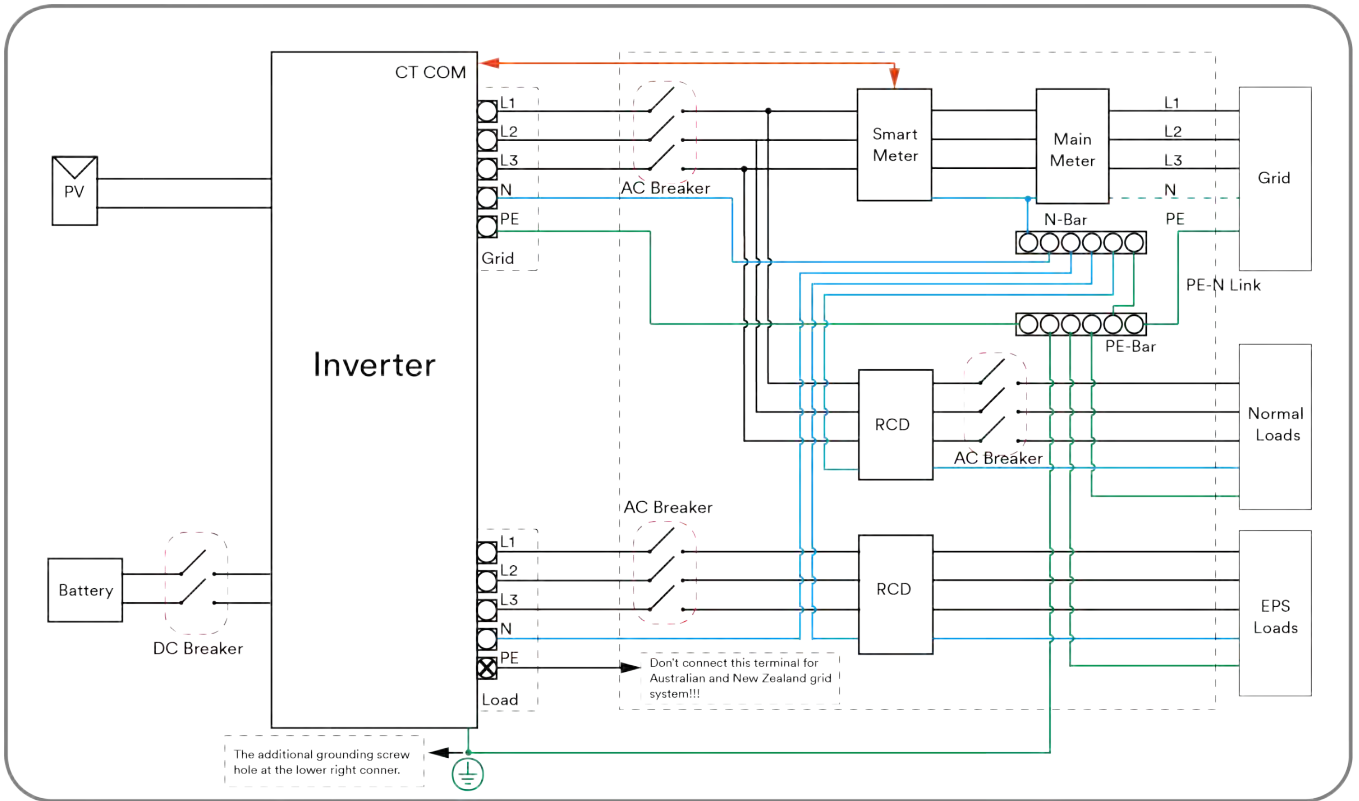 CT COM
L1
L2
L3
N
PE
Grid
PV
Inverter
Battery
DC Breaker
AC Breaker
Smart
Meter
Main
Meter
L1
L2
L3
N
PE
Grid
N-Bar
PE-N Link
PE-Bar
RCD
AC Breaker
Normal
Loads
AC Breaker
L1
L2
L3
N
PE
Load
RCD
EPS
Loads
Don't connect this terminal for
Australian and New Zealand grid
system!!!
The additional grounding screw
hole at the lower right conner.